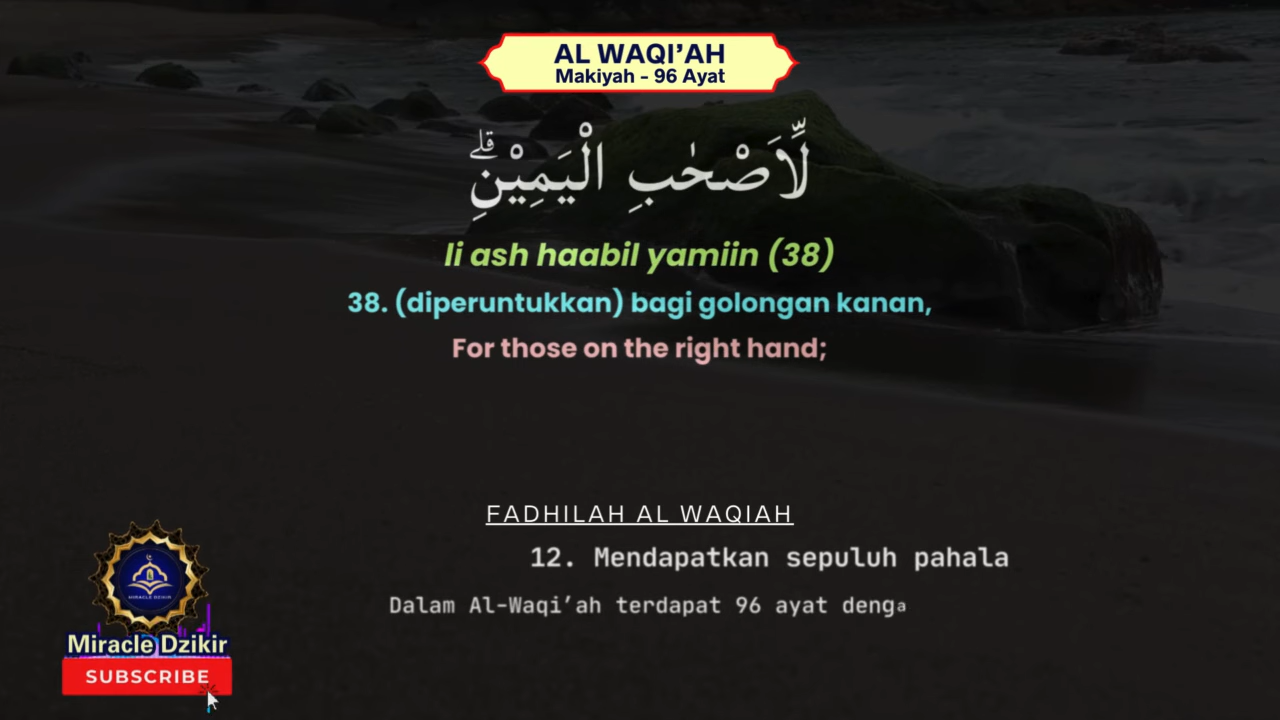 AL WAQI’AH
Makiyah - 96 Ayat
لِّاَصْحٰبِ الْيَمِيْنِۗ
li ash haabil yamiin (38)
38. (diperuntukkan) bagi golongan kanan,
For those on the right hand;
FADHILAH AL WAQIAH
12. Mendapatkan sepuluh pahala
Dalam Al-Waqi’ah terdapat 96 ayat denga
MIRACLE DZIKIR
Miracle Dzikir
SUBSCRIBE